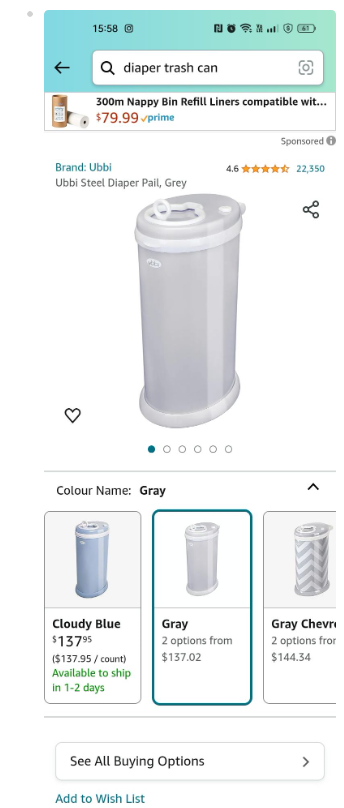 15:58
61
diaper trash can
300m Nappy Bin Refill Liners compatible wit...
$79.99 prime
Sponsored
Brand: Ubbi
4.6 22,350
Ubbi Steel Diaper Pail, Grey
Colour Name: Gray
Cloudy Blue
$137.95
($137.95 / count)
Available to ship
in 1-2 days
Gray
2 options from
$137.02
Gray Chevr
2 options from
$144.34
See All Buying Options
Add to Wish List